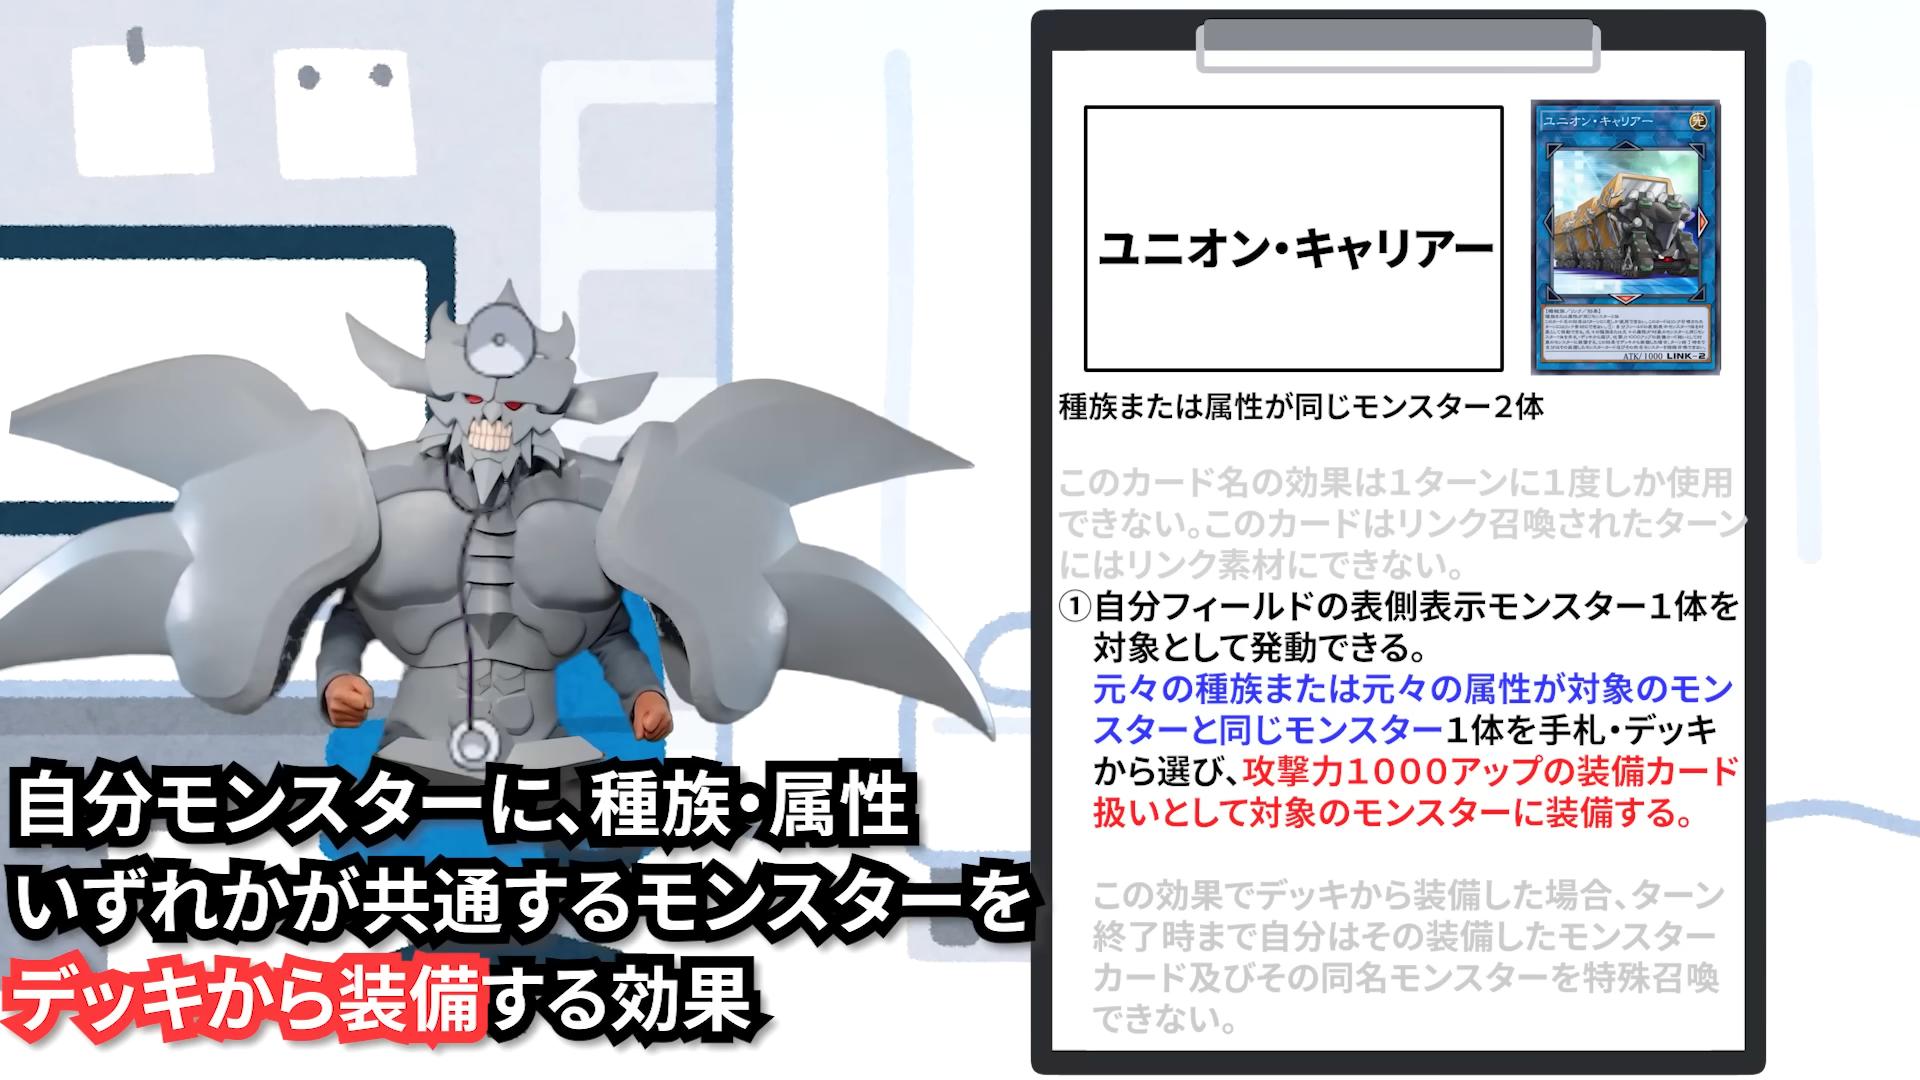 ユニオン・キャリアー
ユニオン・キャリアー
光
ATK/1000 LINK-2
種族または属性が同じモンスター２体
このカード名の効果は１ターンに１度しか使用
できない。このカードはリンク召喚されたターン
にはリンク素材にできない。
①自分フィールドの表側表示モンスター１体を
対象として発動できる。
元々の種族または元々の属性が対象のモン
スターと同じモンスター１体を手札・デッキ
から選び、攻撃力１０００アップの装備カード
扱いとして対象のモンスターに装備する。
この効果でデッキから装備した場合、ターン
終了時まで自分はその装備したモンスター
カード及びその同名モンスターを特殊召喚
できない。
自分モンスターに、種族・属性
いずれかが共通するモンスターを
デッキから装備する効果